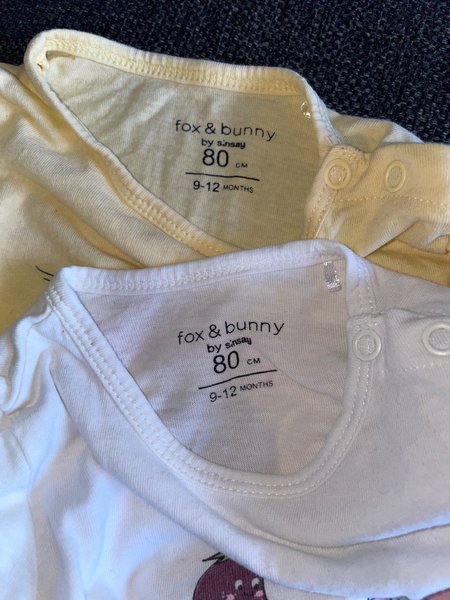 fox & bunny
by sinsay
80 CM
9-12 MONTHS
fox & bunny
by sinsay
80 CM
9-12 MONTHS